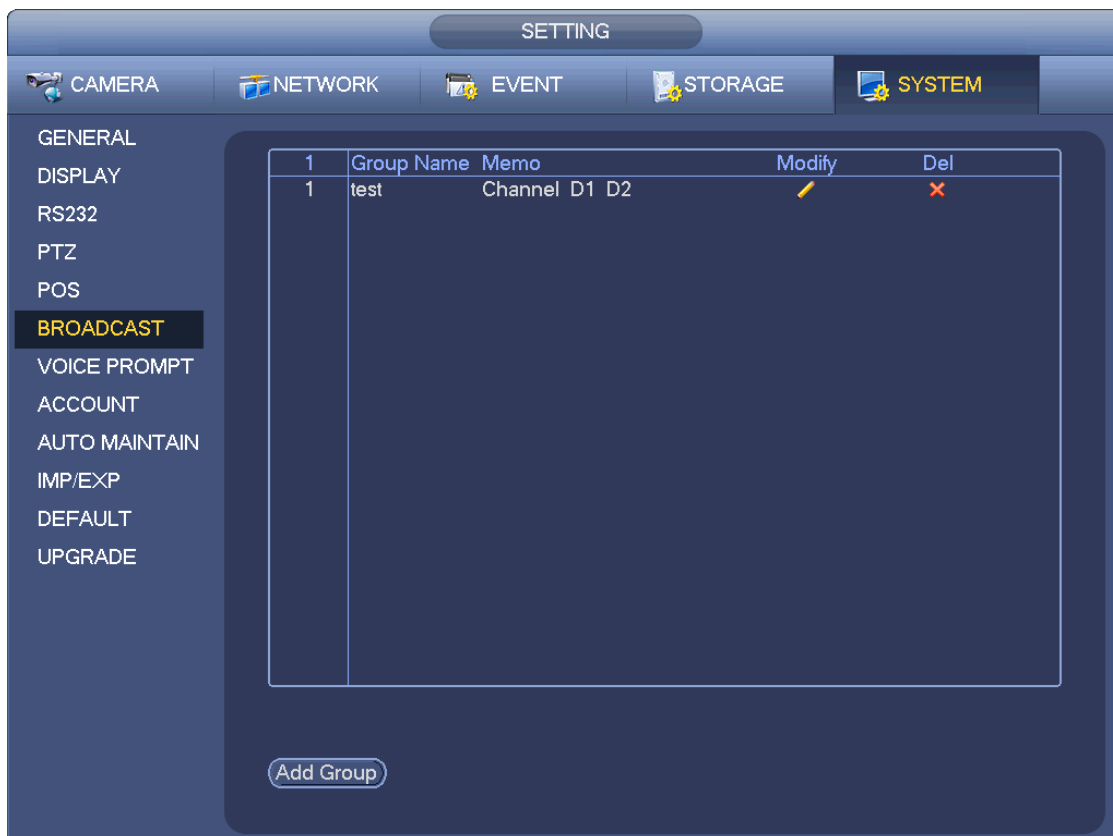 SETTING
CAMERA NETWORK EVENT STORAGE SYSTEM
GENERAL
DISPLAY
RS232
PTZ
POS
BROADCAST
VOICE PROMPT
ACCOUNT
AUTO MAINTAIN
IMP/EXP
DEFAULT
UPGRADE
1 Group Name Memo Modify Del
1 test Channel D1 D2
Add Group